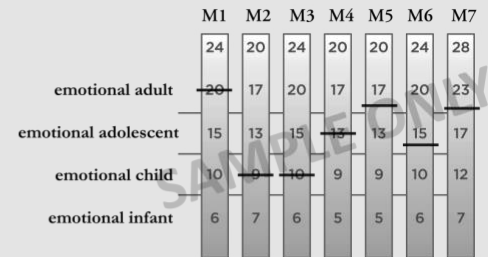 M1 M2 M3 M4 M5 M6 M7
24 20 24 20 20 24 28
emotional adult 20 17 20 17 17 20 23
emotional adolescent 15 13 15 13 13 15 17
emotional child 10 9 10 9 9 10 12
emotional infant 6 7 6 5 5 6 7
SAMPLE ONLY